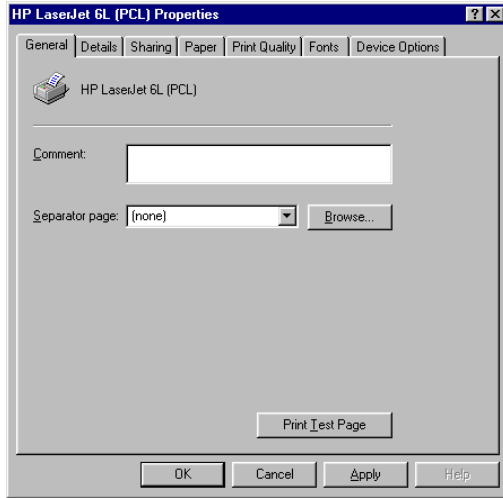 HP LaserJet 6L (PCL) Properties
General Details Sharing Paper Print Quality Fonts Device Options
HP LaserJet 6L (PCL)
Comment:
Separator page: (none) Browse...
Print Test Page
OK Cancel Apply Help